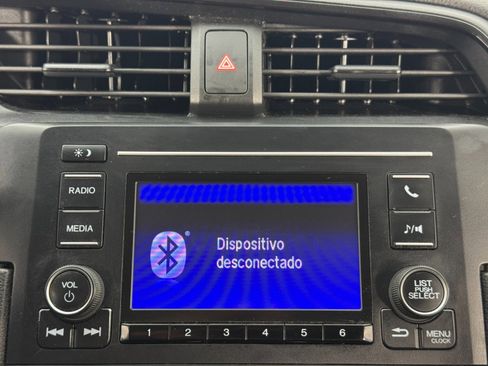 RADIO
MEDIA
Dispositivo
desconectado
VOL
LIST
PUSH
SELECT
1 2 3 4 5 6
MENU
CLOCK